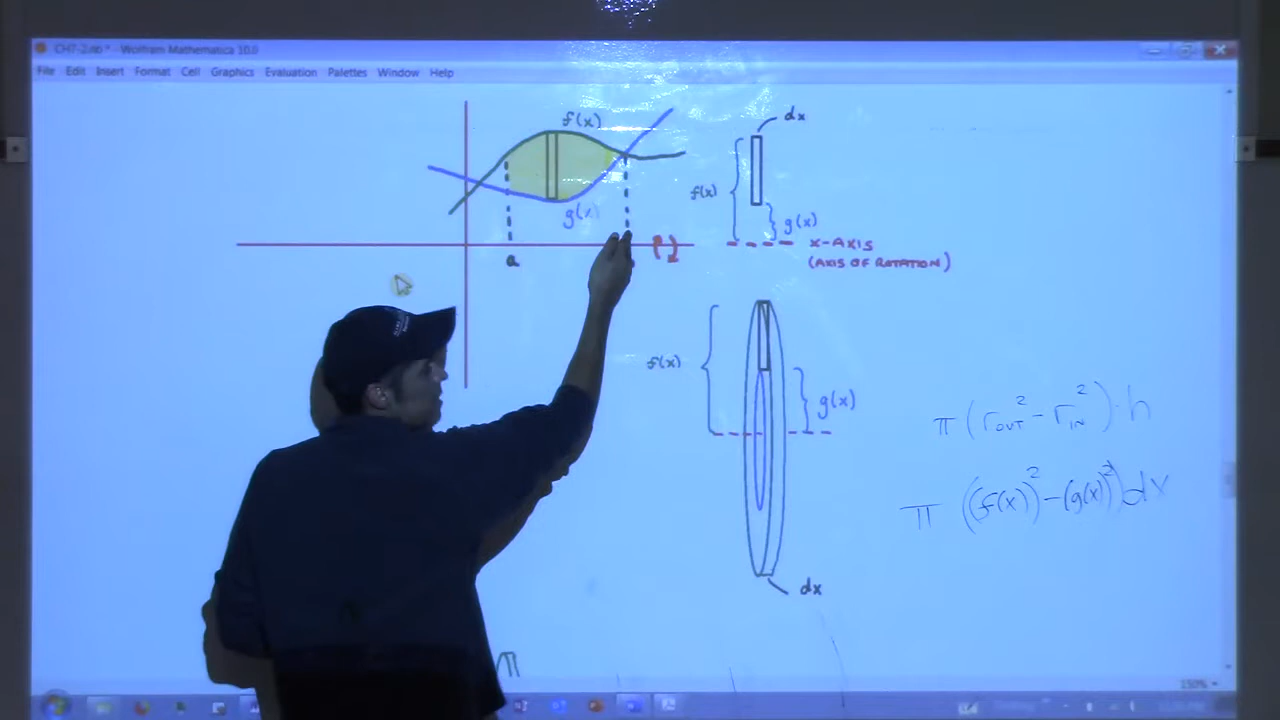 CH7-2.nb * - Wolfram Mathematica 10.0
File Edit Insert Format Cell Graphics Evaluation Palettes Window Help
f(x)
g(x)
a
dx
f(x)
g(x)
X-AXIS
(AXIS OF ROTATION)
f(x)
g(x)
dx
π(r_OUT² - r_IN²)·h
π((f(x))² - (g(x))²)dx
π
150%